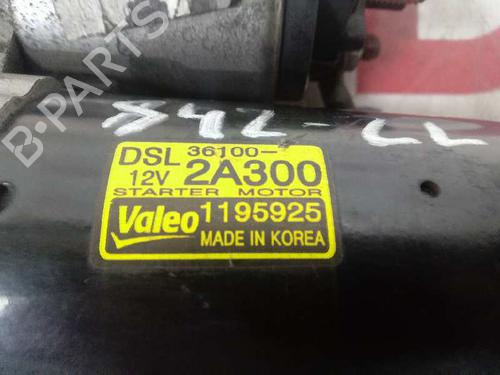 B-PARTS
DSL 36100-
12V 2A300
STARTER MOTOR
Valeo 1195925
MADE IN KOREA